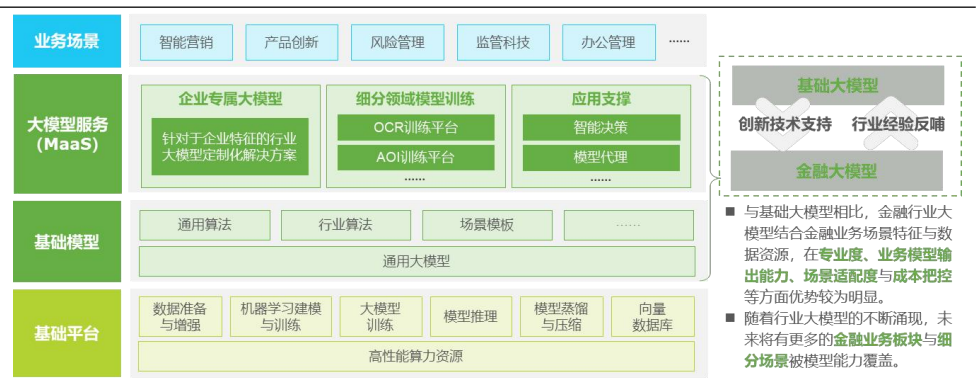 业务场景
智能营销
产品创新
风险管理
监管科技
办公管理
......
大模型服务
(MaaS)
企业专属大模型
针对于企业特征的行业
大模型定制化解决方案
细分领域模型训练
OCR训练平台
AOI训练平台
......
应用支撑
智能决策
模型代理
......
基础模型
通用算法
行业算法
场景模板
......
通用大模型
基础平台
数据准备
与增强
机器学习建模
与训练
大模型
训练
模型推理
模型蒸馏
与压缩
向量
数据库
高性能算力资源
基础大模型
创新技术支持
行业经验反哺
金融大模型
■ 与基础大模型相比，金融行业大
模型结合金融业务场景特征与数
据资源，在专业度、业务模型输
出能力、场景适配度与成本把控
等方面优势较为明显。
■ 随着行业大模型的不断涌现，未
来将有更多的金融业务板块与细
分场景被模型能力覆盖。